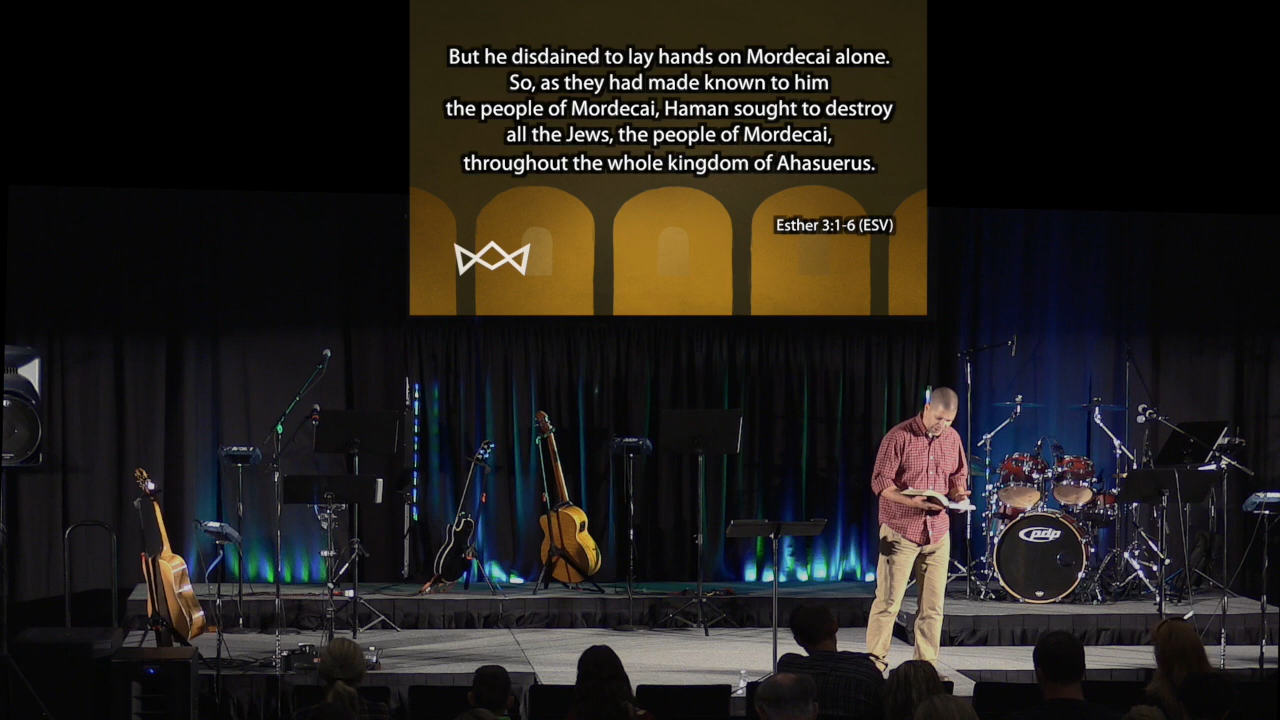 But he disdained to lay hands on Mordecai alone.
So, as they had made known to him
the people of Mordecai, Haman sought to destroy
all the Jews, the people of Mordecai,
throughout the whole kingdom of Ahasuerus.
Esther 3:1-6 (ESV)
pdp